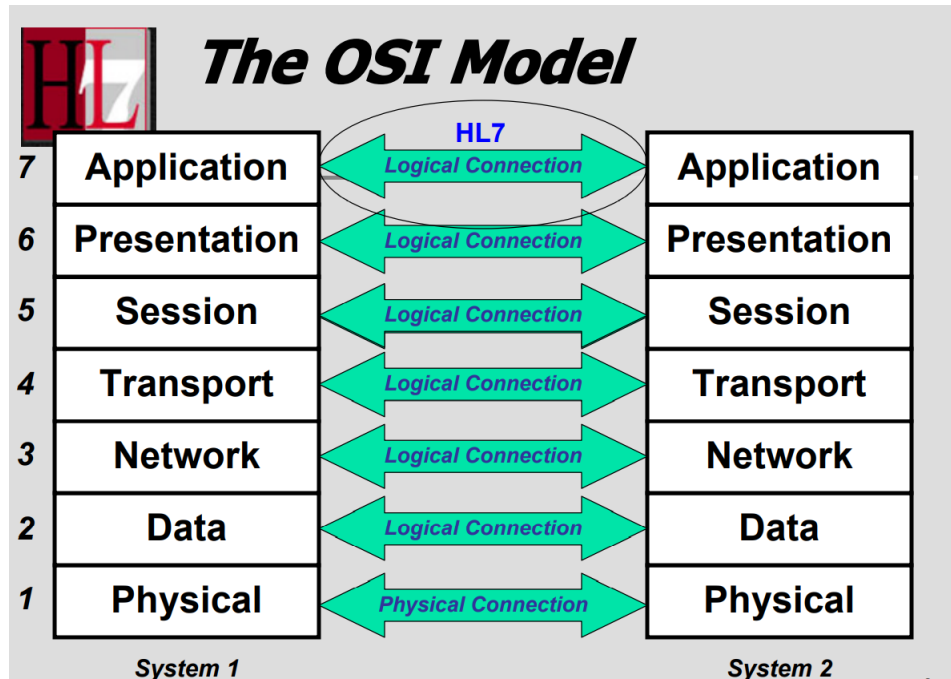 HL7
The OSI Model
HL7
7 Application Logical Connection Application
6 Presentation Logical Connection Presentation
5 Session Logical Connection Session
4 Transport Logical Connection Transport
3 Network Logical Connection Network
2 Data Logical Connection Data
1 Physical Physical Connection Physical
System 1 System 2